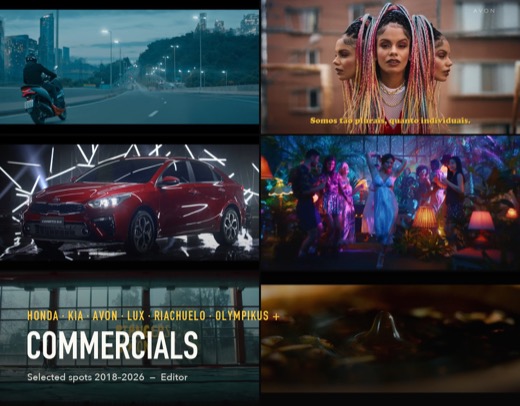 AVON
Somos tão plurais, quanto individuais.
HONDA · KIA · AVON · LUX · RIACHUELO · OLYMPIKUS +
COMMERCIALS
Selected spots 2018-2026 – Editor